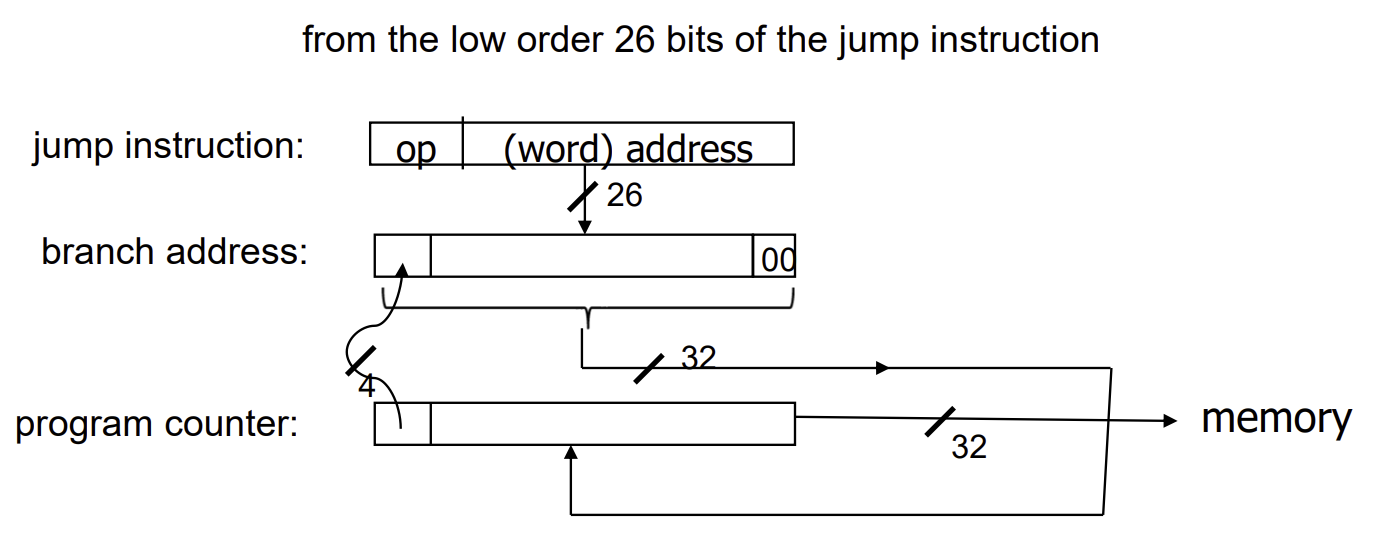 from the low order 26 bits of the jump instruction
jump instruction:
op
(word) address
26
branch address:
00
32
4
program counter:
memory
32